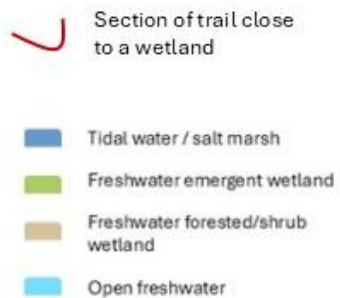 Section of trail close
to a wetland
Tidal water / salt marsh
Freshwater emergent wetland
Freshwater forested/shrub
wetland
Open freshwater